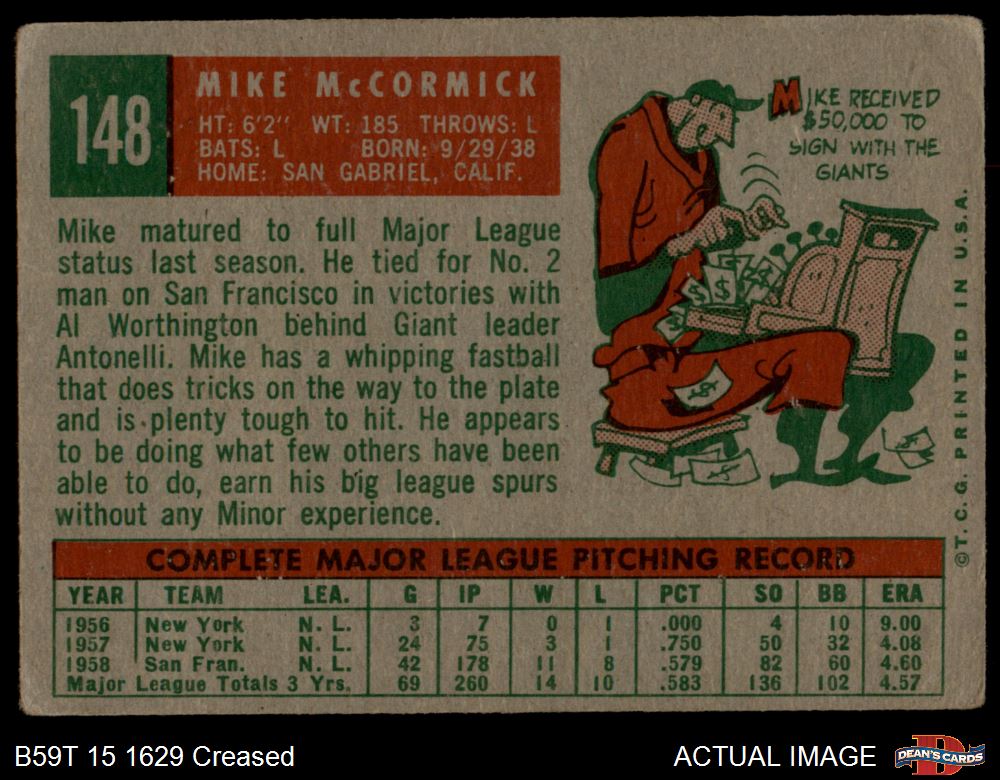 148
MIKE McCORMICK
HT: 6'2" WT: 185 THROWS: L
BATS: L BORN: 9/29/38
HOME: SAN GABRIEL, CALIF.
MIKE RECEIVED
$50,000 TO
SIGN WITH THE
GIANTS
Mike matured to full Major League
status last season. He tied for No. 2
man on San Francisco in victories with
Al Worthington behind Giant leader
Antonelli. Mike has a whipping fastball
that does tricks on the way to the plate
and is plenty tough to hit. He appears
to be doing what few others have been
able to do, earn his big league spurs
without any Minor experience.
©T.C.G. PRINTED IN U.S.A.
COMPLETE MAJOR LEAGUE PITCHING RECORD
YEAR TEAM LEA. G IP W L PCT SO BB ERA
1956 New York N. L. 3 7 0 1 .000 4 10 9.00
1957 New York N. L. 24 75 3 1 .750 50 32 4.08
1958 San Fran. N. L. 42 178 11 8 .579 82 60 4.60
Major League Totals 3 Yrs. 69 260 14 10 .583 136 102 4.57
B59T 15 1629 Creased
ACTUAL IMAGE
D
DEAN'S CARDS